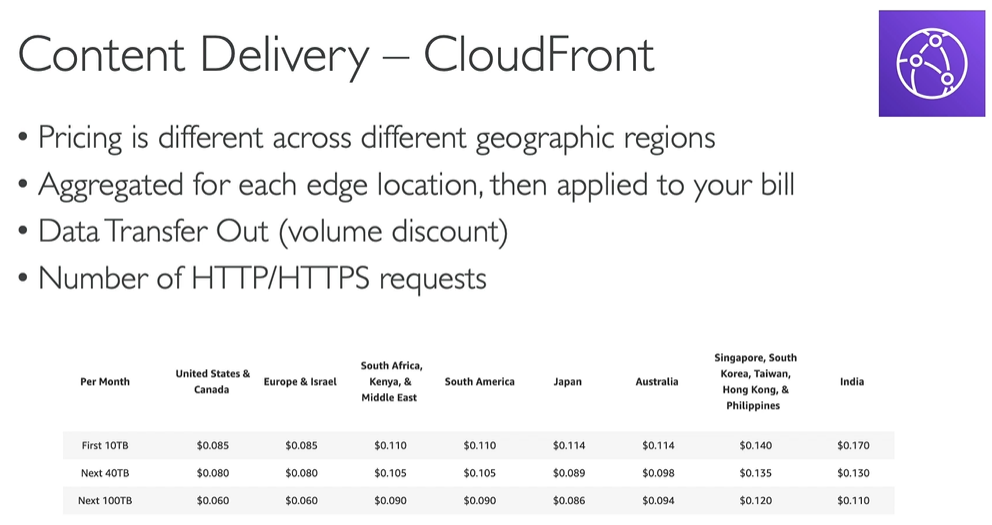 Content Delivery – CloudFront
• Pricing is different across different geographic regions
• Aggregated for each edge location, then applied to your bill
• Data Transfer Out (volume discount)
• Number of HTTP/HTTPS requests
Per Month United States & Canada Europe & Israel South Africa, Kenya, & Middle East South America Japan Australia Singapore, South Korea, Taiwan, Hong Kong, & Philippines India
First 10TB $0.085 $0.085 $0.110 $0.110 $0.114 $0.114 $0.140 $0.170
Next 40TB $0.080 $0.080 $0.105 $0.105 $0.089 $0.098 $0.135 $0.130
Next 100TB $0.060 $0.060 $0.090 $0.090 $0.086 $0.094 $0.120 $0.110